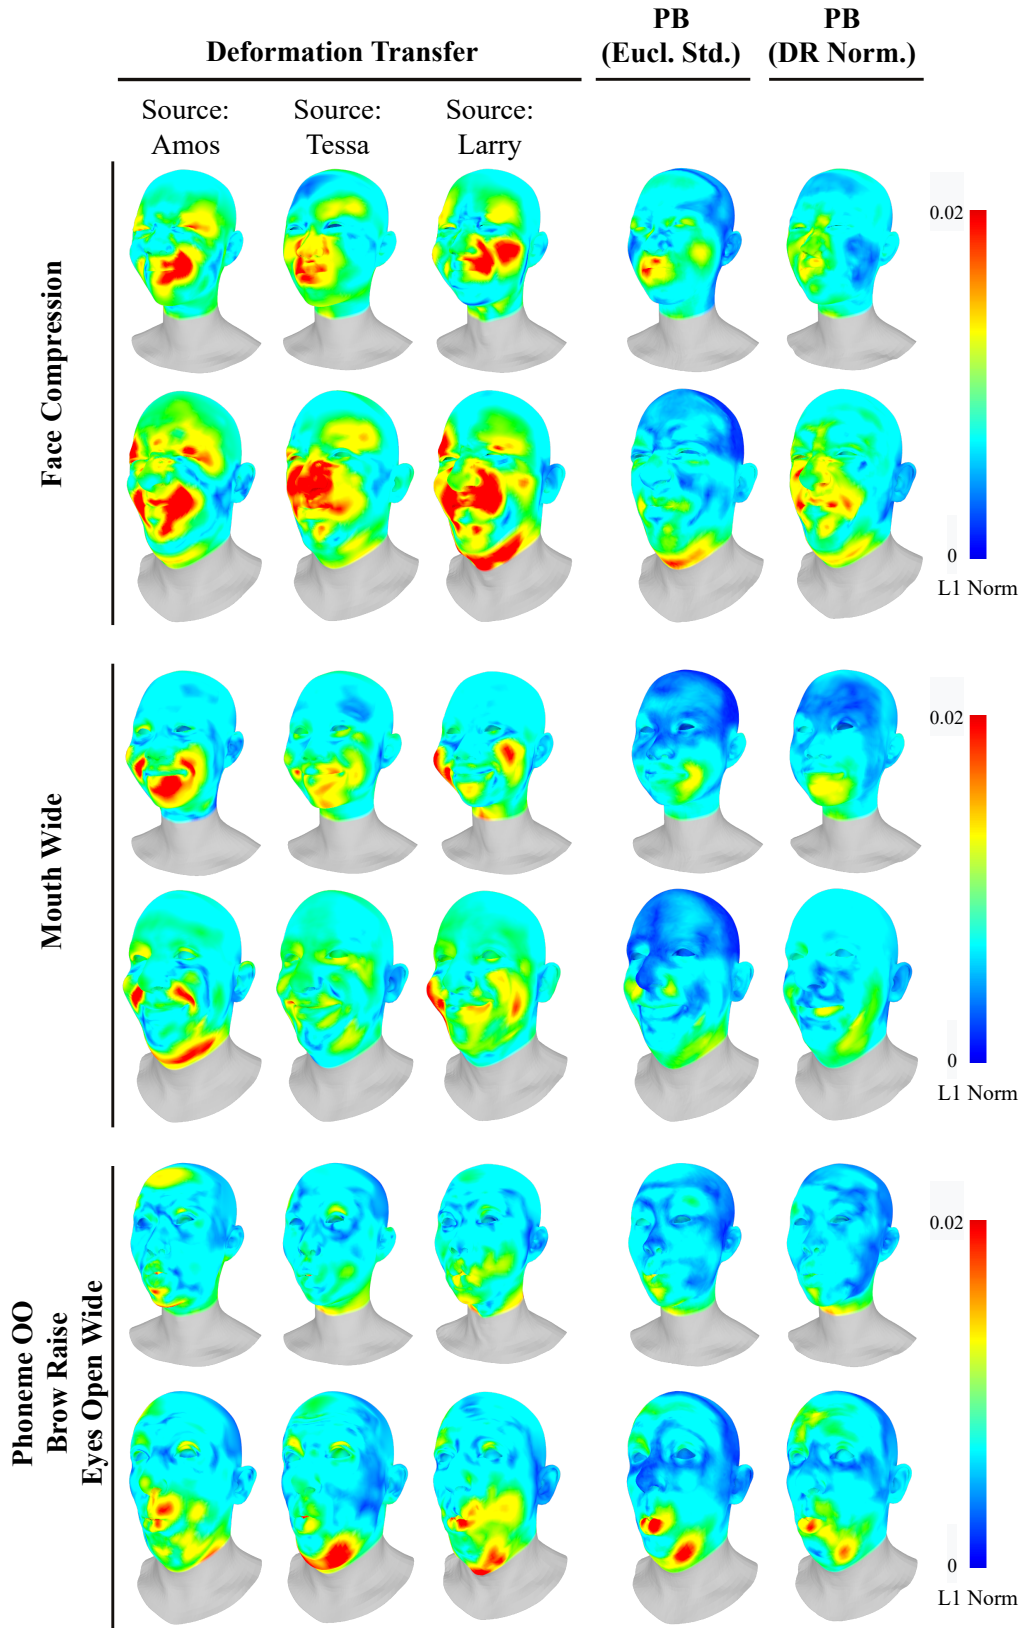 PB
PB
Deformation Transfer
(Eucl. Std.)
(DR Norm.)
Source:
Source:
Source:
Amos
Tessa
Larry
Face Compression
0.02
0
L1 Norm
Mouth Wide
0.02
0
L1 Norm
Phoneme OO
Brow Raise
Eyes Open Wide
0.02
0
L1 Norm